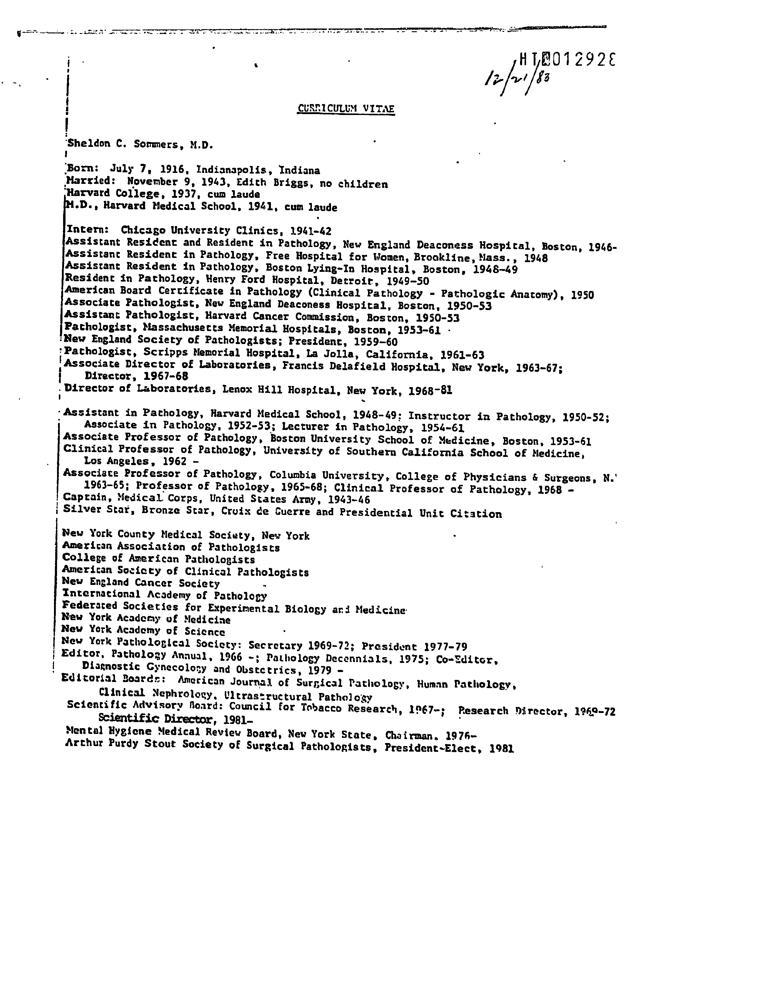 12/21/83
CURRICULUM VITAE
Sheldon C. Sommers, M.D.
Born: July 7, 1916, Indianapolis, Indiana
Married: November 9, 1943, Edith Briggs, no children
Harvard College, 1937, cum laude
M.D., Harvard Medical School, 1941, cum laude
Intern: Chicago University Clinics, 1941-42
Assistant Resident and Resident in Pathology, New England Deaconess Hospital, Boston, 1946-
Assistant Resident in Pathology, Free Hospital for Women, Brookline, Mass., 1948
Assistant Resident in Pathology, Boston Lying-In Hospital, Boston, 1948-49
Resident in Pathology, Henry Ford Hospital, Detroit, 1949-50
American Board Certificate in Pathology (Clinical Pathology - Pathologic Anatomy), 1950
Associate Pathologist, New England Deaconess Hospital, Boston, 1950-53
Assistant Pathologist, Harvard Cancer Commission, Boston, 1950-53
Pathologist, Massachusetts Memorial Hospitals, Boston, 1953-61
New England Society of Pathologists; President, 1959-60
Pathologist, Scripps Memorial Hospital, La Jolla, California, 1961-63
Associate Director of Laboratories, Francis Delafield Hospital, New York, 1963-67;
Director, 1967-68
Director of Laboratories, Lenox Hill Hospital, New York, 1968-81
Assistant in Pathology, Harvard Medical School, 1948-49; Instructor in Pathology, 1950-52;
Associate in Pathology, 1952-53; Lecturer in Pathology, 1954-61
Associate Professor of Pathology, Boston University School of Medicine, Boston, 1953-61
Clinical Professor of Pathology, University of Southern California School of Medicine,
Los Angeles, 1962 -
Associate Professor of Pathology, Columbia University, College of Physicians & Surgeons, N.
1963-65; Professor of Pathology, 1965-68; Clinical Professor of Pathology, 1968 -
Captain, Medical Corps, United States Army, 1943-46
Silver Star, Bronze Star, Croix de Guerre and Presidential Unit Citation
New York County Medical Society, New York
American Association of Pathologists
College of American Pathologists
American Society of Clinical Pathologists
New England Cancer Society
International Academy of Pathology
Federated Societies for Experimental Biology and Medicine
New York Academy of Medicine
New York Academy of Science
New York Pathological Society: Secretary 1969-72; President 1977-79
Editor, Pathology Annual, 1966 -; Pathology Decennials, 1975; Co-Editor,
Diagnostic Gynecology and Obstetrics, 1979 -
Editorial Boards: American Journal of Surgical Pathology, Human Pathology,
Clinical Nephrology, Ultrastructural Pathology
Scientific Advisory Board: Council for Tobacco Research, 1967-; Research Director, 1969-72
Scientific Director, 1981-
Mental Hygiene Medical Review Board, New York State, Chairman, 1976-
Arthur Purdy Stout Society of Surgical Pathologists, President-Elect, 1981